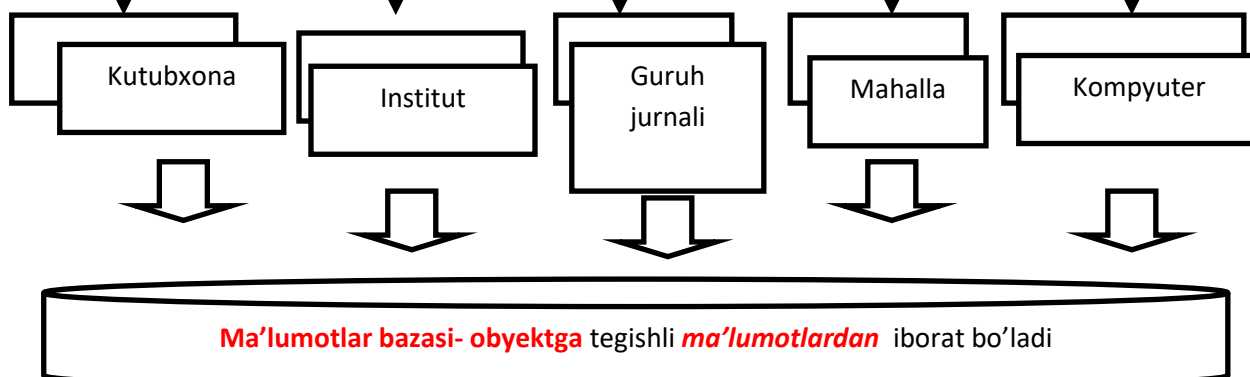 Kutubxona
Institut
Guruh
jurnali
Mahalla
Kompyuter
Ma’lumotlar bazasi- obyektga tegishli ma’lumotlardan iborat bo’ladi